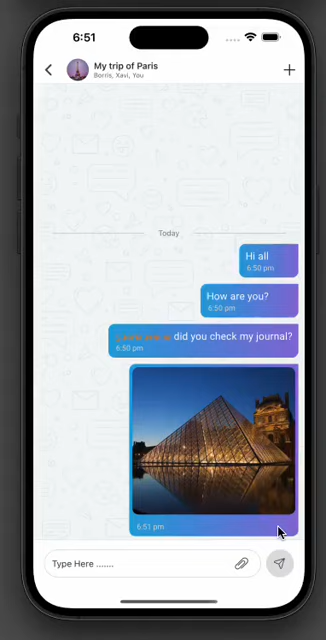 6:51
My trip of Paris
Borris, Xavi, You
Today
Hi all
6:50 pm
How are you?
6:50 pm
did you check my journal?
6:50 pm
6:51 pm
Type Here .......